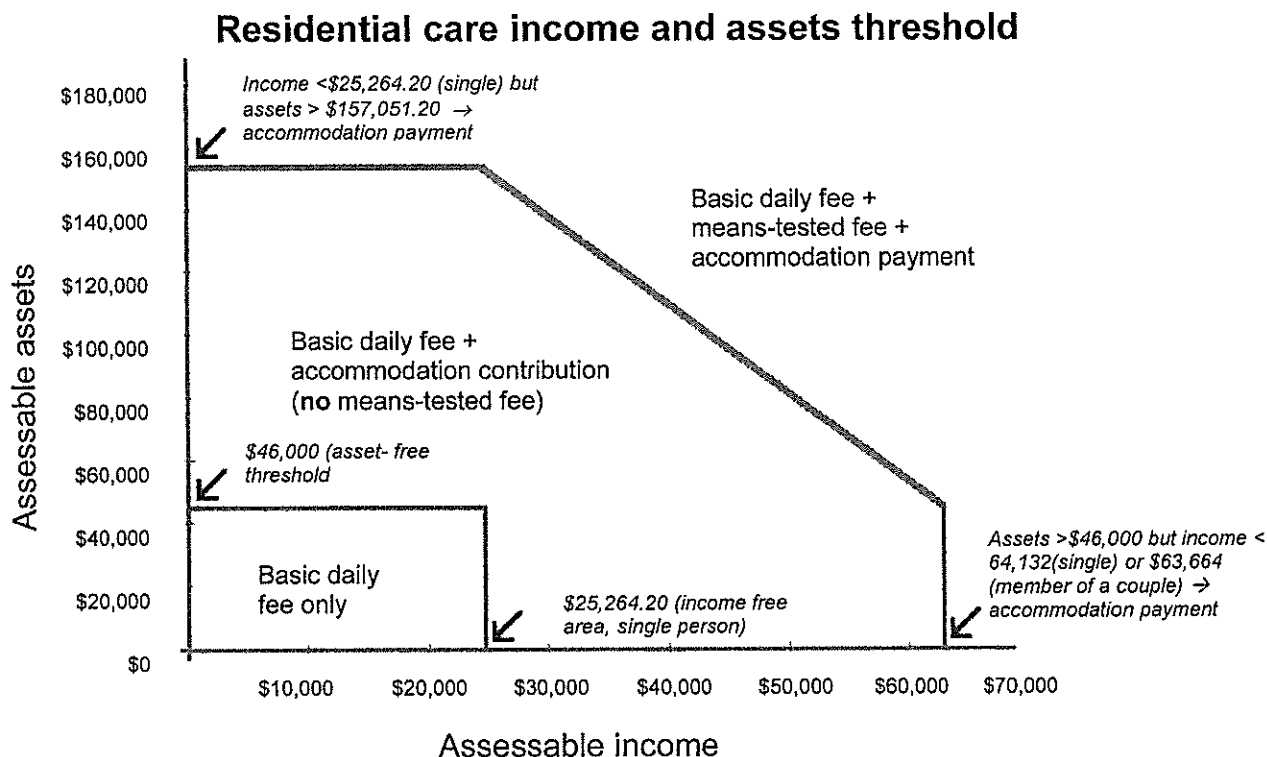 Residential care income and assets threshold
Income <$25,264.20 (single) but
assets > $157,051.20 →
accommodation payment
$180,000
$160,000
$140,000
$120,000
$100,000
$80,000
$60,000
$40,000
$20,000
$0
Assessable assets
Basic daily fee +
means-tested fee +
accommodation payment
Basic daily fee +
accommodation contribution
(no means-tested fee)
$46,000 (asset- free
threshold
Basic daily
fee only
$25,264.20 (income free
area, single person)
Assets >$46,000 but income <
64,132(single) or $63,664
(member of a couple) →
accommodation payment
$10,000
$20,000
$30,000
$40,000
$50,000
$60,000
$70,000
Assessable income